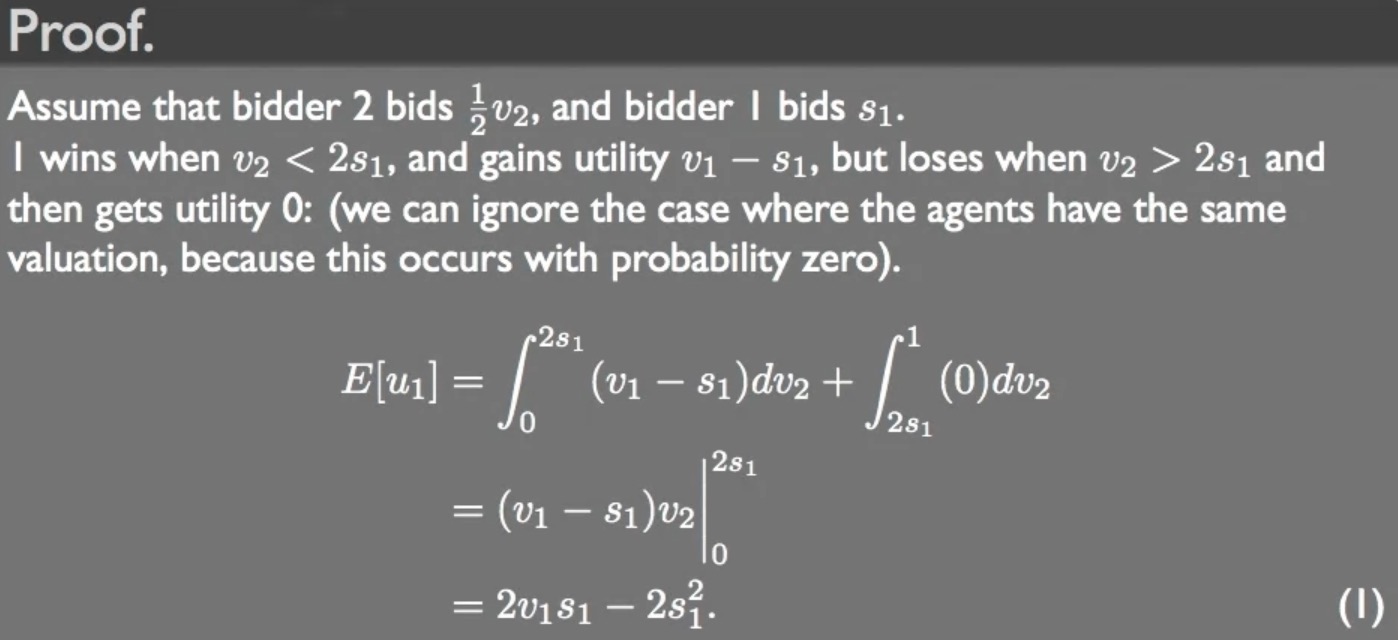 Proof.
Assume that bidder 2 bids $\frac{1}{2}v_2$, and bidder 1 bids $s_1$.
1 wins when $v_2 < 2s_1$, and gains utility $v_1 - s_1$, but loses when $v_2 > 2s_1$ and
then gets utility 0: (we can ignore the case where the agents have the same
valuation, because this occurs with probability zero).
$E[u_1] = \int_0^{2s_1} (v_1 - s_1)dv_2 + \int_{2s_1}^1 (0)dv_2$
$= (v_1 - s_1)v_2 \Big|_0^{2s_1}$
$= 2v_1s_1 - 2s_1^2.$ (1)